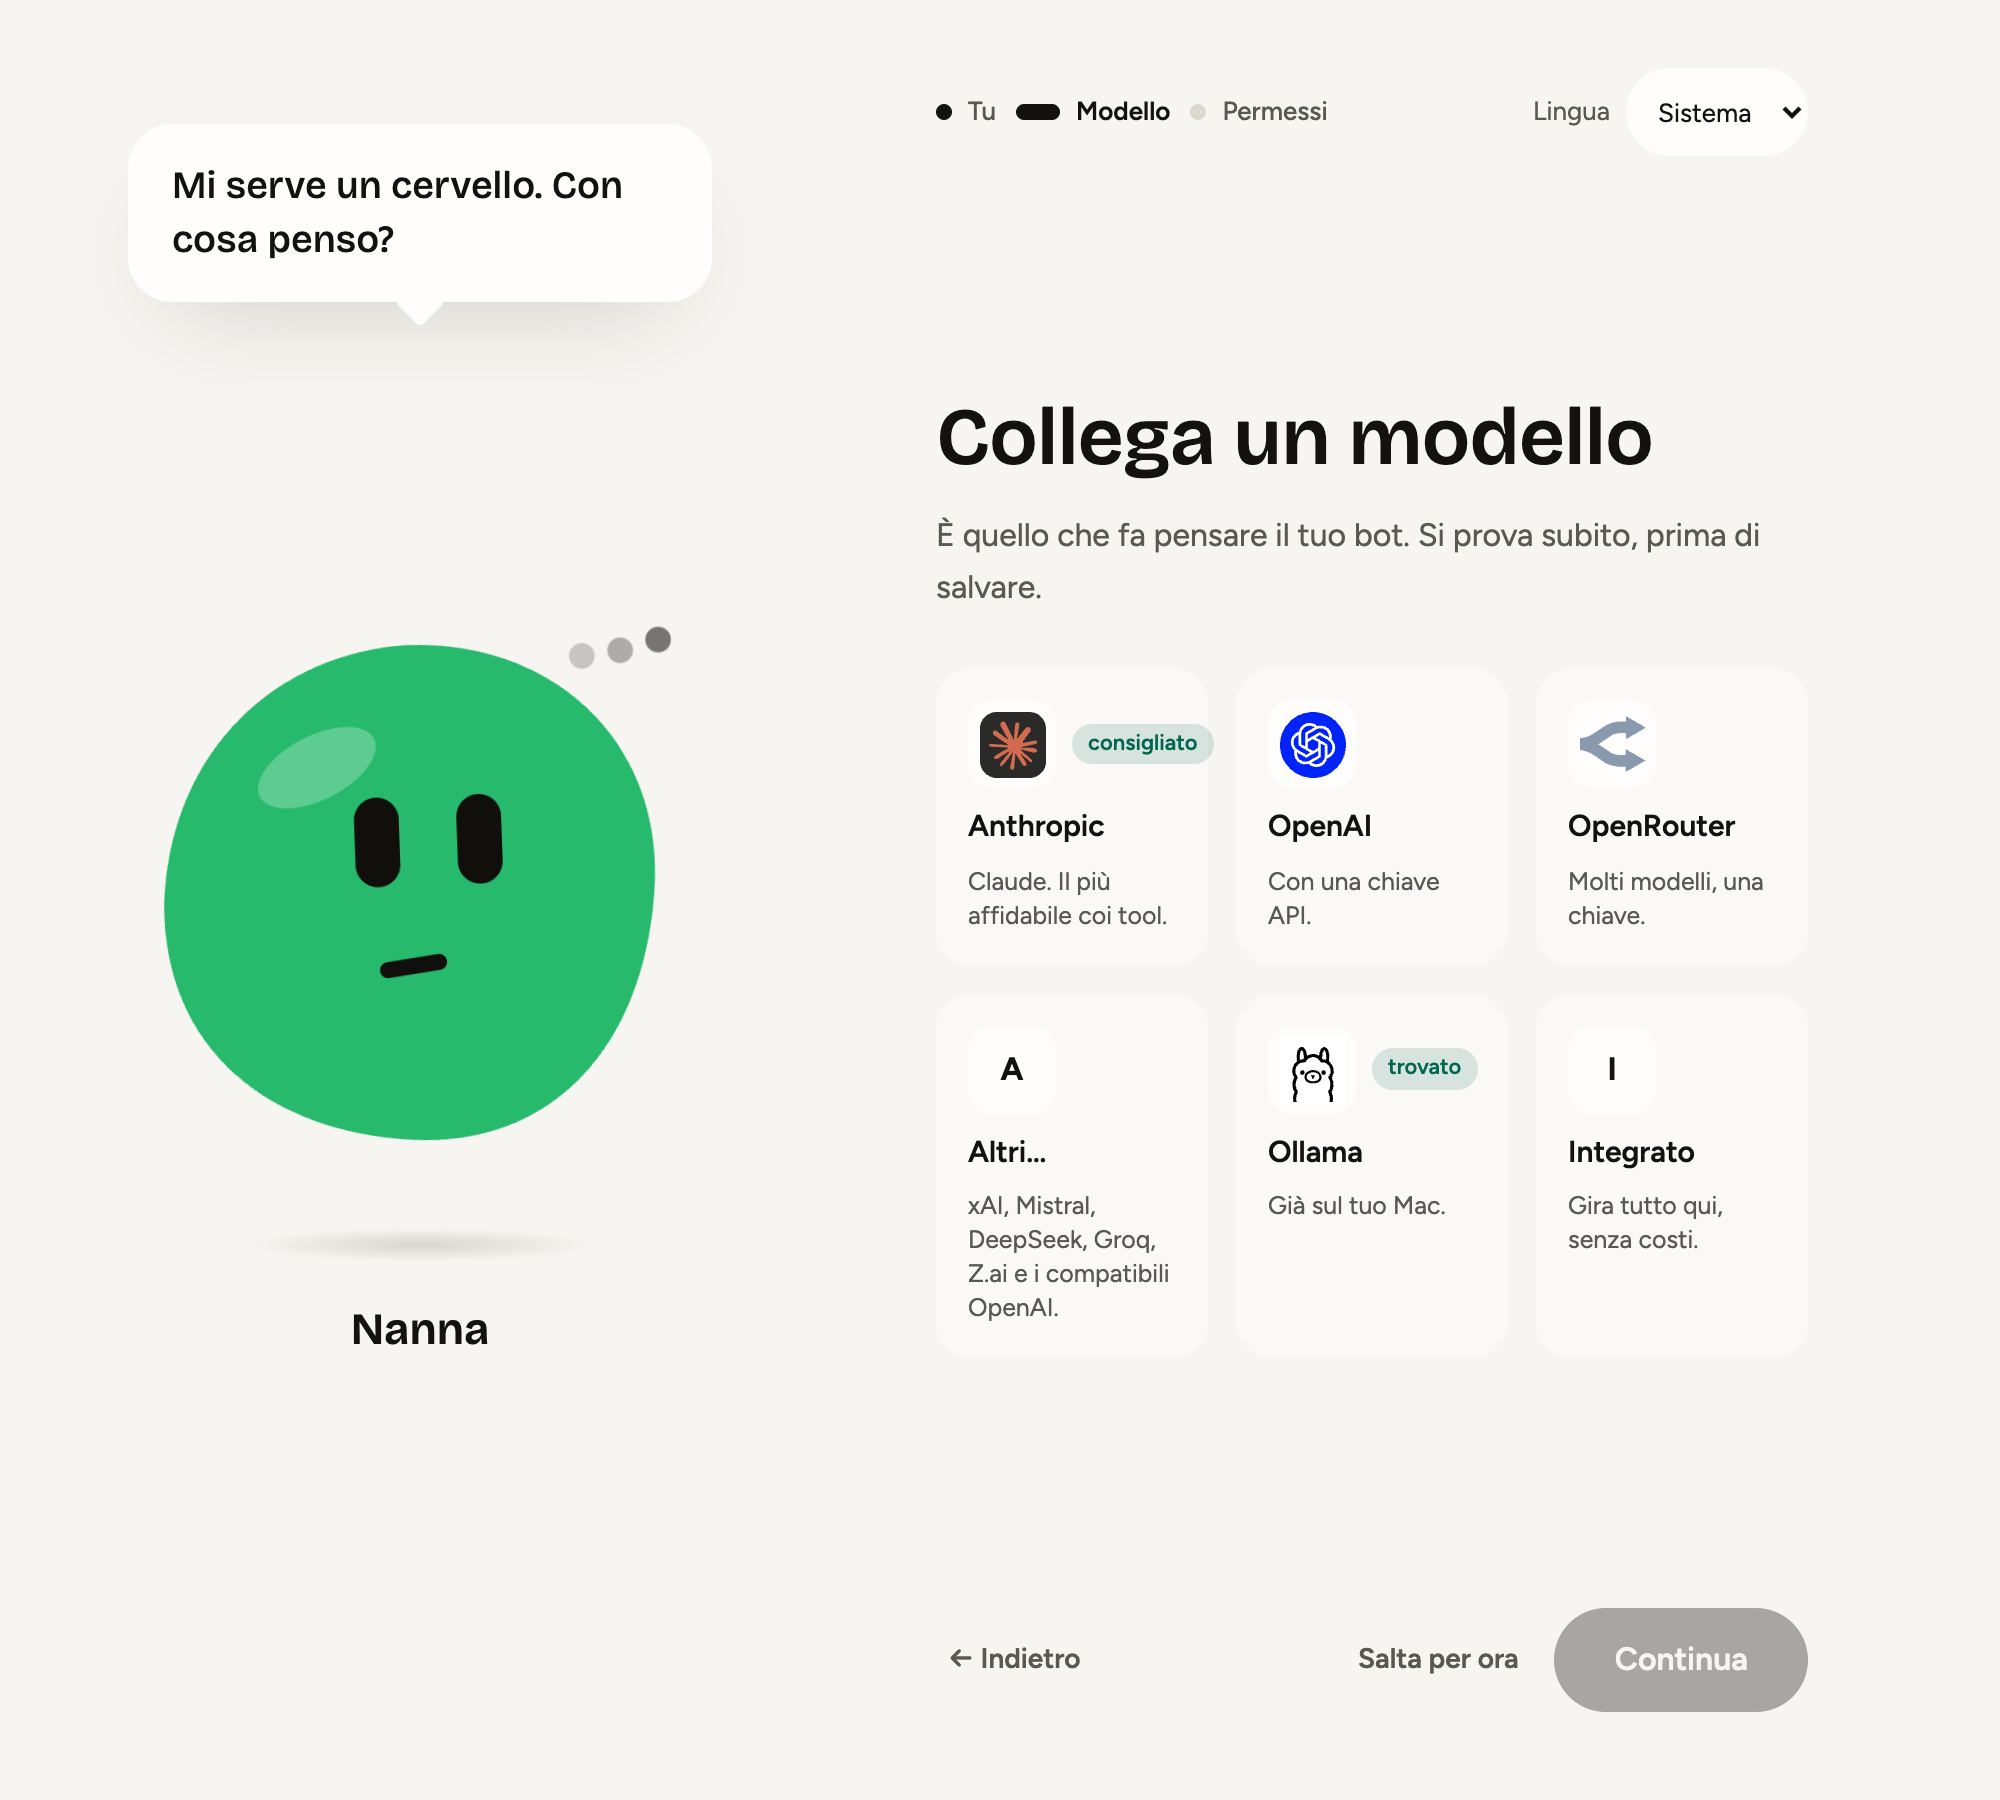 Mi serve un cervello. Con
cosa penso?
Nanna
Tu Modello Permessi
Lingua Sistema
Collega un modello
È quello che fa pensare il tuo bot. Si prova subito, prima di
salvare.
consigliato
Anthropic
Claude. Il più
affidabile coi tool.
OpenAI
Con una chiave
API.
OpenRouter
Molti modelli, una
chiave.
A
Altri...
xAI, Mistral,
DeepSeek, Groq,
Z.ai e i compatibili
OpenAI.
trovato
Ollama
Già sul tuo Mac.
I
Integrato
Gira tutto qui,
senza costi.
← Indietro
Salta per ora
Continua